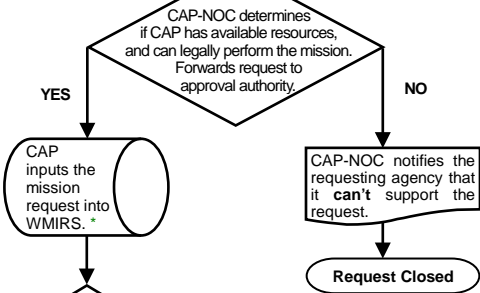 CAP-NOC determines
if CAP has available resources,
and can legally perform the mission.
Forwards request to
approval authority.
YES
NO
CAP
inputs the
mission
request into
WMIRS. *
CAP-NOC notifies the
requesting agency that
it can't support the
request.
Request Closed